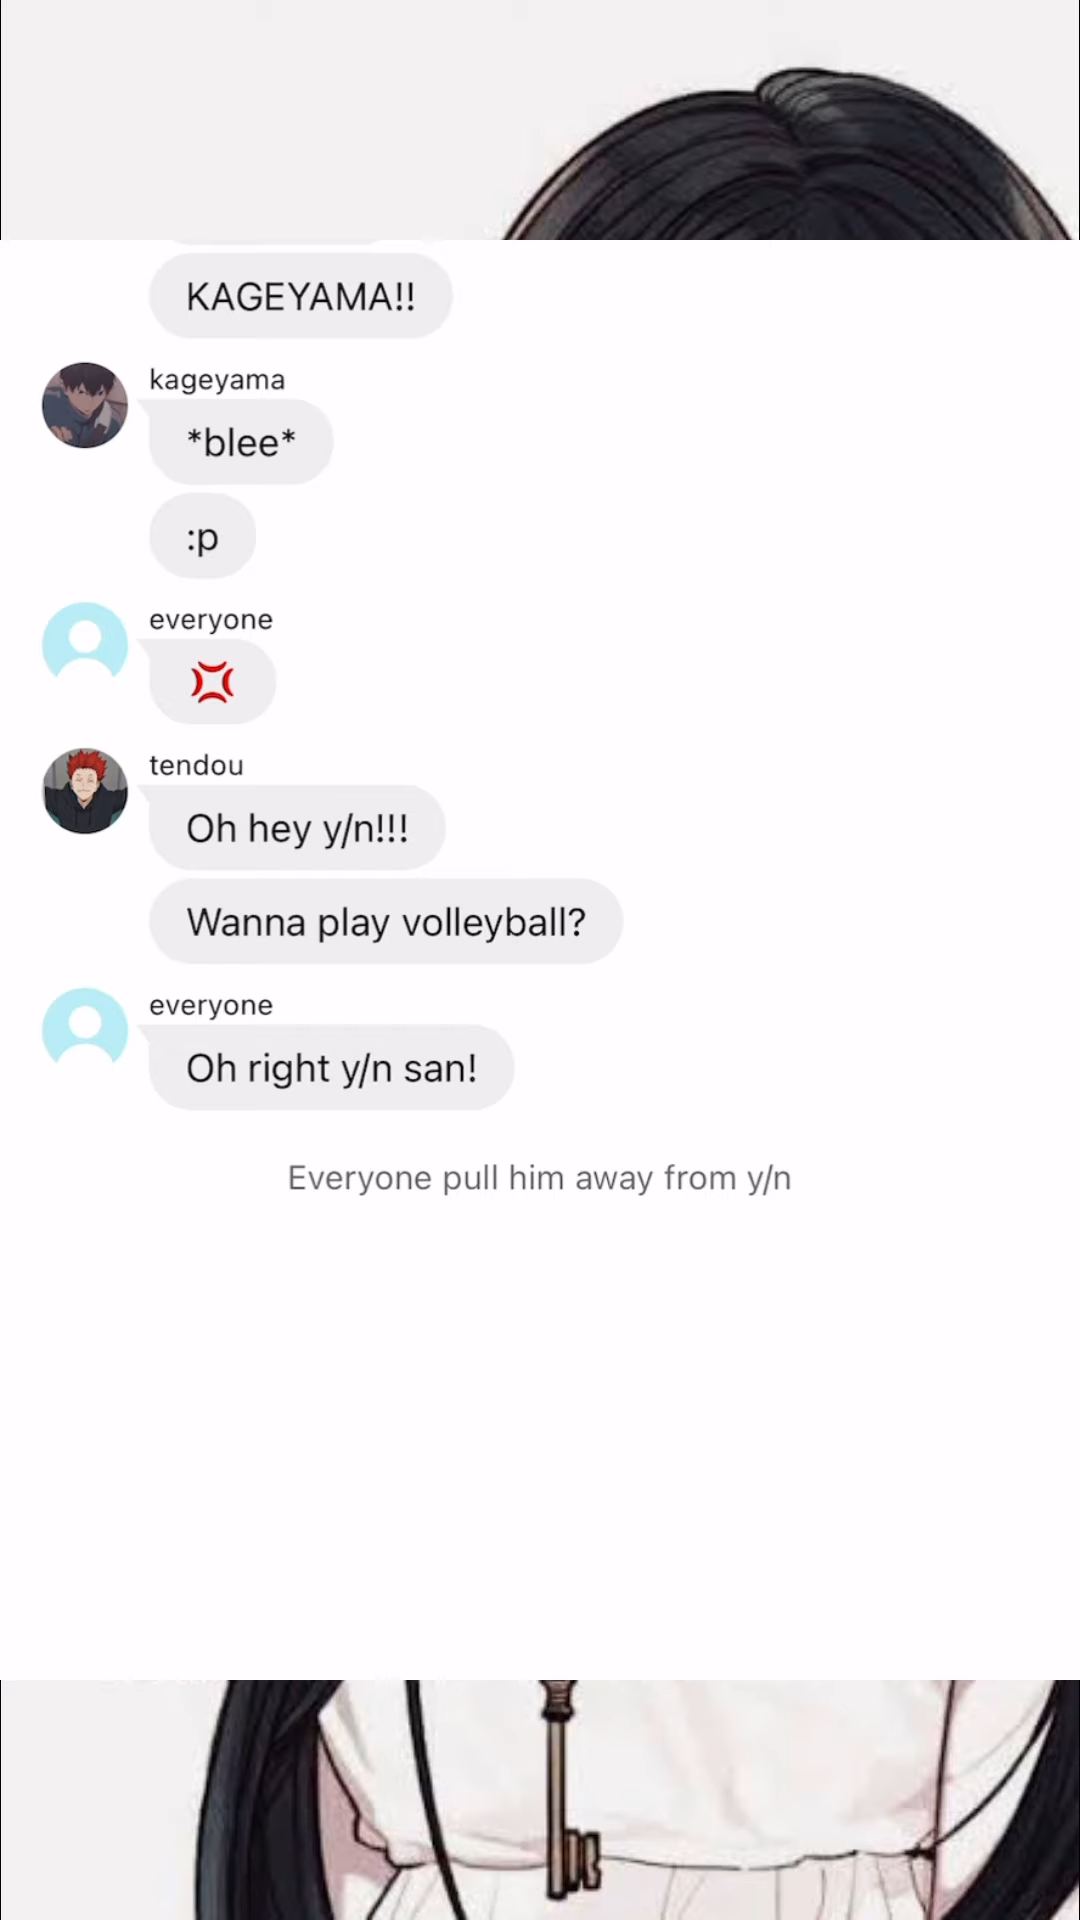 KAGEYAMA!!
kageyama
*blee*
:p
everyone
💢
tendou
Oh hey y/n!!!
Wanna play volleyball?
everyone
Oh right y/n san!
Everyone pull him away from y/n